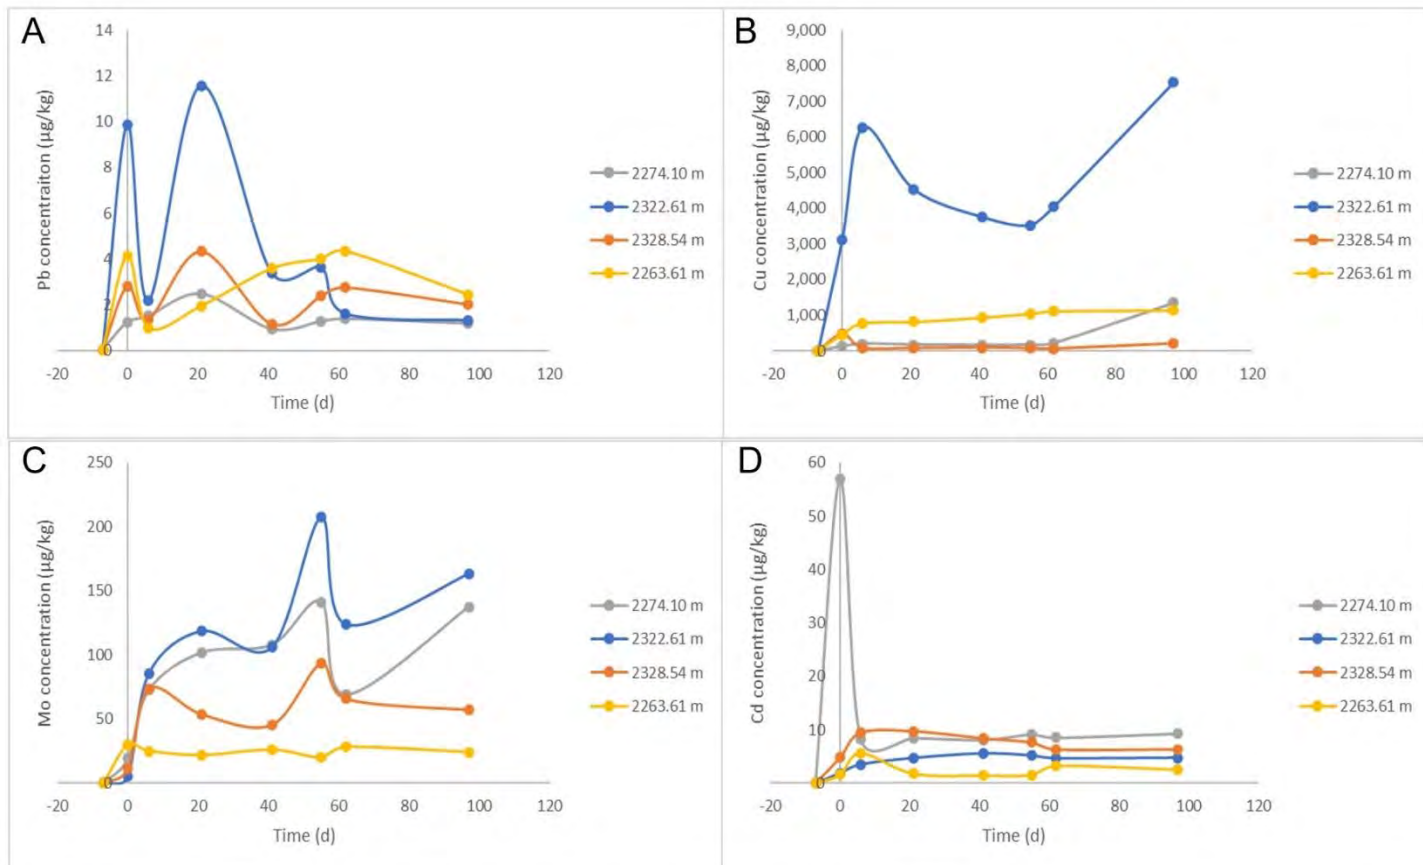 A
Pb concentraiton (µg/kg)
14
12
10
8
6
4
2
0
-20 0 20 40 60 80 100 120
Time (d)
2274.10 m
2322.61 m
2328.54 m
2263.61 m
B
Cu concentration (µg/kg)
9,000
8,000
7,000
6,000
5,000
4,000
3,000
2,000
1,000
0
-20 0 20 40 60 80 100 120
Time (d)
2274.10 m
2322.61 m
2328.54 m
2263.61 m
C
Mo concentration (µg/kg)
250
200
150
100
50
0
-20 0 20 40 60 80 100 120
Time (d)
2274.10 m
2322.61 m
2328.54 m
2263.61 m
D
Cd concentration (µg/kg)
60
50
40
30
20
10
0
-20 0 20 40 60 80 100 120
Time (d)
2274.10 m
2322.61 m
2328.54 m
2263.61 m